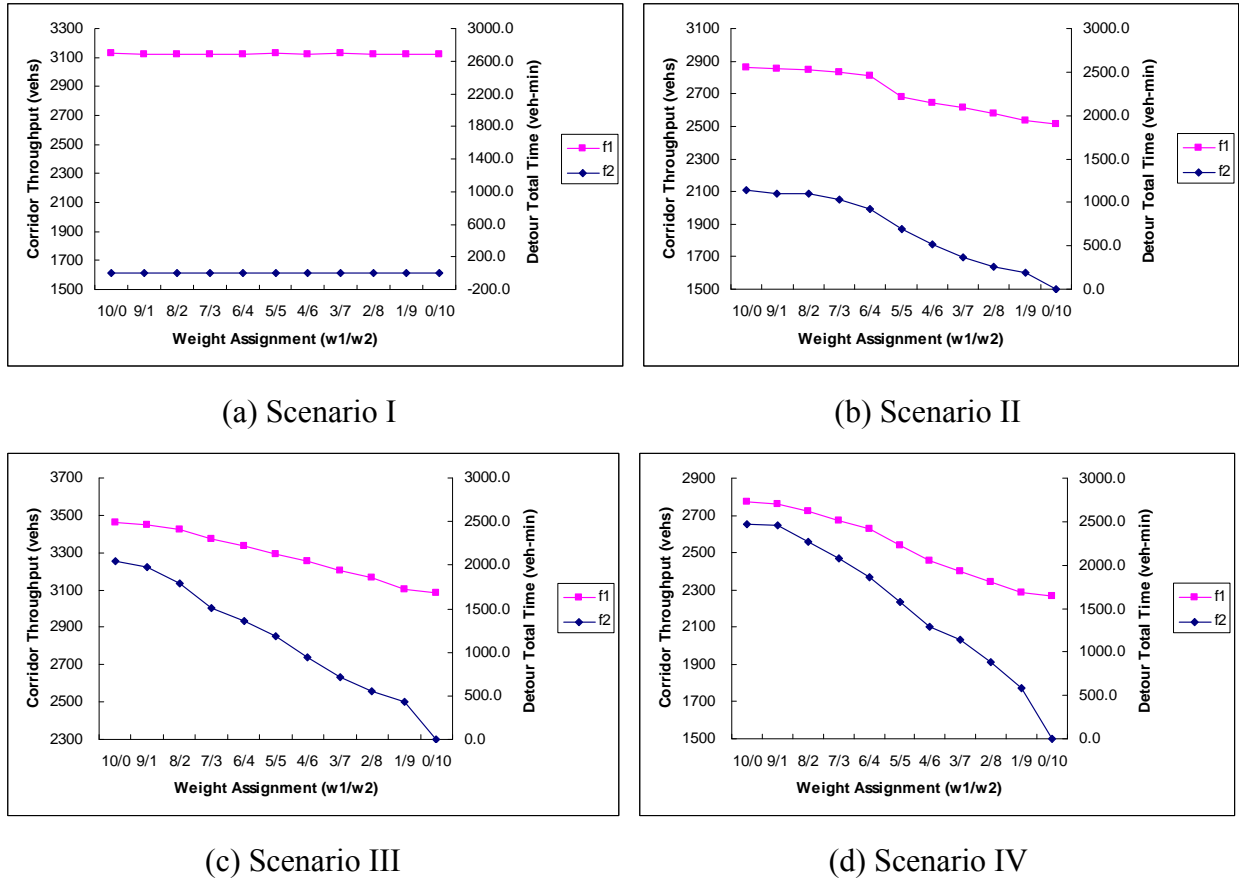 3300
3100
2900
2700
2500
2300
2100
1900
1700
1500
Corridor Throughput (vehs)
3000.0
2600.0
2200.0
1800.0
1400.0
1000.0
600.0
200.0
-200.0
Detour Total Time (veh-min)
f1
f2
10/0 9/1 8/2 7/3 6/4 5/5 4/6 3/7 2/8 1/9 0/10
Weight Assignment (w1/w2)
(a) Scenario I
3100
2900
2700
2500
2300
2100
1900
1700
1500
Corridor Throughput (vehs)
3000.0
2500.0
2000.0
1500.0
1000.0
500.0
0.0
Detour Total Time (veh-min)
f1
f2
10/0 9/1 8/2 7/3 6/4 5/5 4/6 3/7 2/8 1/9 0/10
Weight Assignment (w1/w2)
(b) Scenario II
3700
3500
3300
3100
2900
2700
2500
2300
Corridor Throughput (vehs)
3000.0
2500.0
2000.0
1500.0
1000.0
500.0
0.0
Detour Total Time (veh-min)
f1
f2
10/0 9/1 8/2 7/3 6/4 5/5 4/6 3/7 2/8 1/9 0/10
Weight Assignment (w1/w2)
(c) Scenario III
2900
2700
2500
2300
2100
1900
1700
1500
Corridor Throughput (vehs)
3000.0
2500.0
2000.0
1500.0
1000.0
500.0
0.0
Detour Total Time (veh-min)
f1
f2
10/0 9/1 8/2 7/3 6/4 5/5 4/6 3/7 2/8 1/9 0/10
Weight Assignment (w1/w2)
(d) Scenario IV